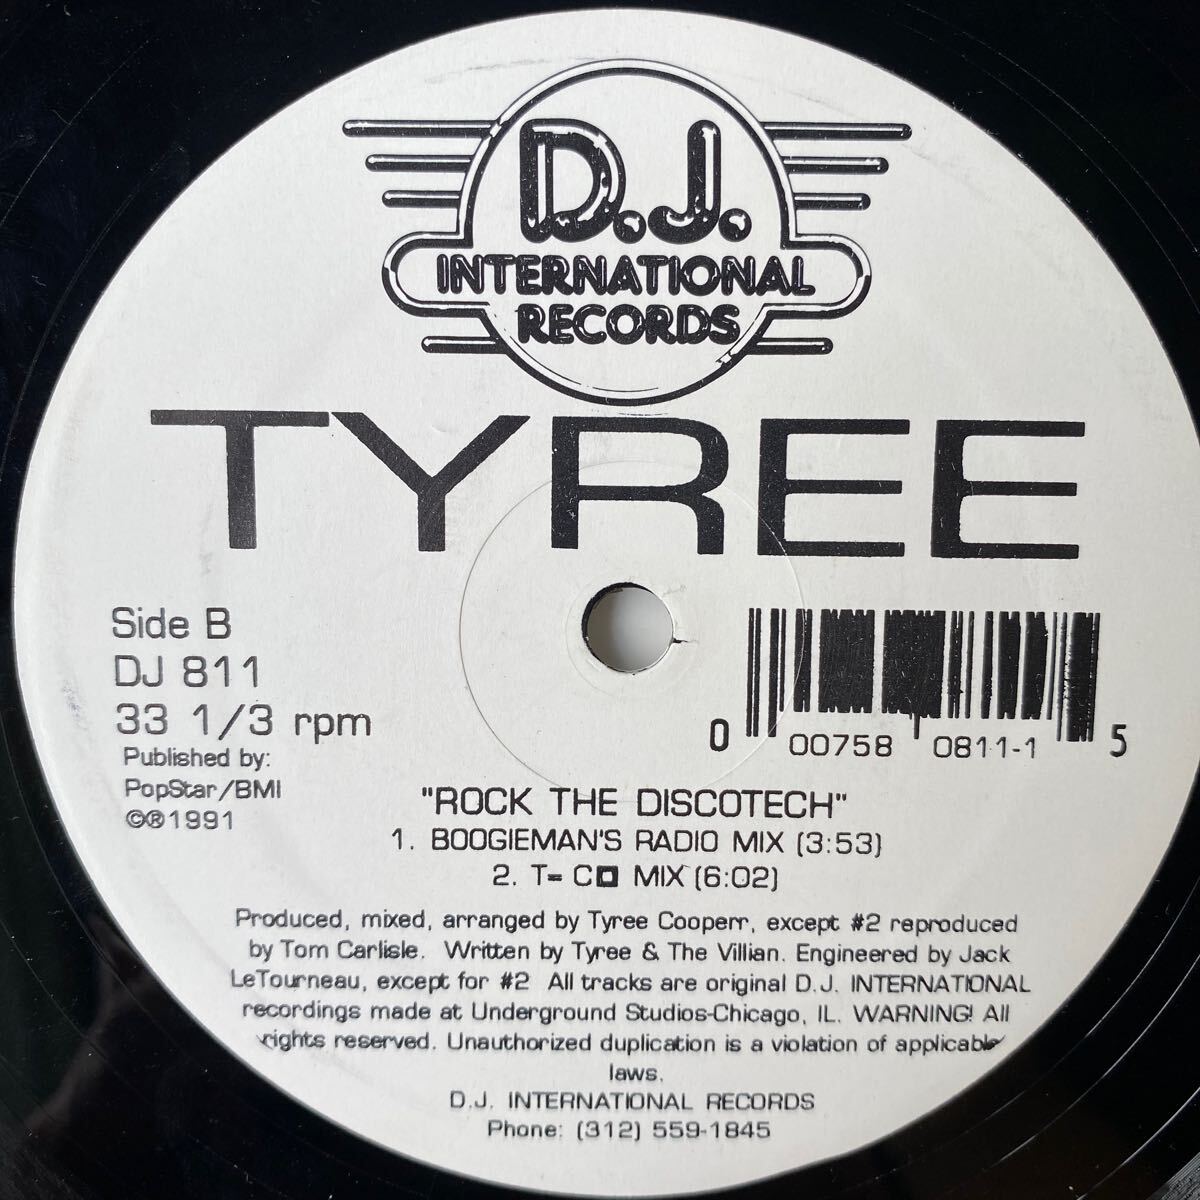 D.J.
INTERNATIONAL
RECORDS
TYREE
Side B
DJ 811
33 1/3 rpm
Published by:
PopStar/BMI
©®1991
0 00758 0811-1 5
"ROCK THE DISCOTECH"
1. BOOGIEMAN'S RADIO MIX (3:53)
2. T= C◘ MIX (6:02)
Produced, mixed, arranged by Tyree Cooperr, except #2 reproduced
by Tom Carlisle. Written by Tyree & The Villian. Engineered by Jack
LeTourneau, except for #2 All tracks are original D.J. INTERNATIONAL
recordings made at Underground Studios-Chicago, IL. WARNING! All
rights reserved. Unauthorized duplication is a violation of applicable
laws.
D.J. INTERNATIONAL RECORDS
Phone: (312) 559-1845